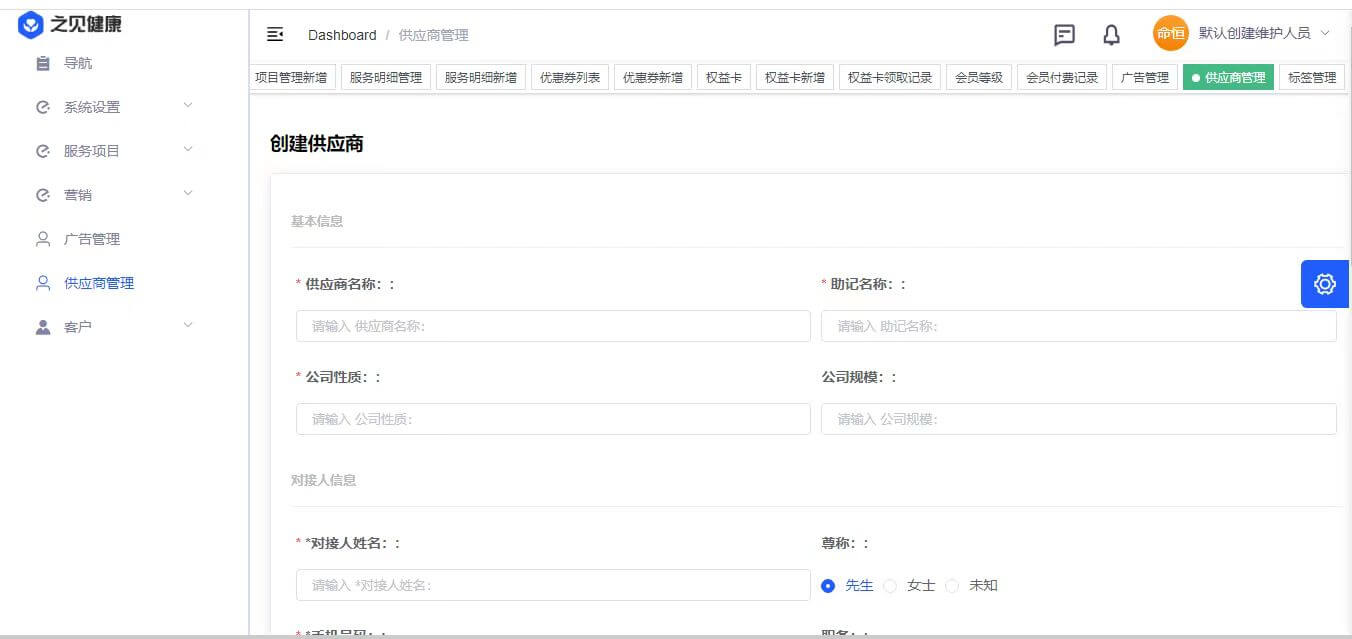 之见健康
Dashboard / 供应商管理
命恒 默认创建维护人员
导航
系统设置
服务项目
营销
广告管理
供应商管理
客户
项目管理新增 服务明细管理 服务明细新增 优惠券列表 优惠券新增 权益卡 权益卡新增 权益卡领取记录 会员等级 会员付费记录 广告管理 供应商管理 标签管理
创建供应商
基本信息
* 供应商名称：: * 助记名称：:
请输入 供应商名称: 请输入 助记名称:
* 公司性质：: 公司规模：:
请输入 公司性质: 请输入 公司规模:
对接人信息
* *对接人姓名：: 尊称：:
请输入 *对接人姓名: 先生 女士 未知
* *手机号码：: 职务：: